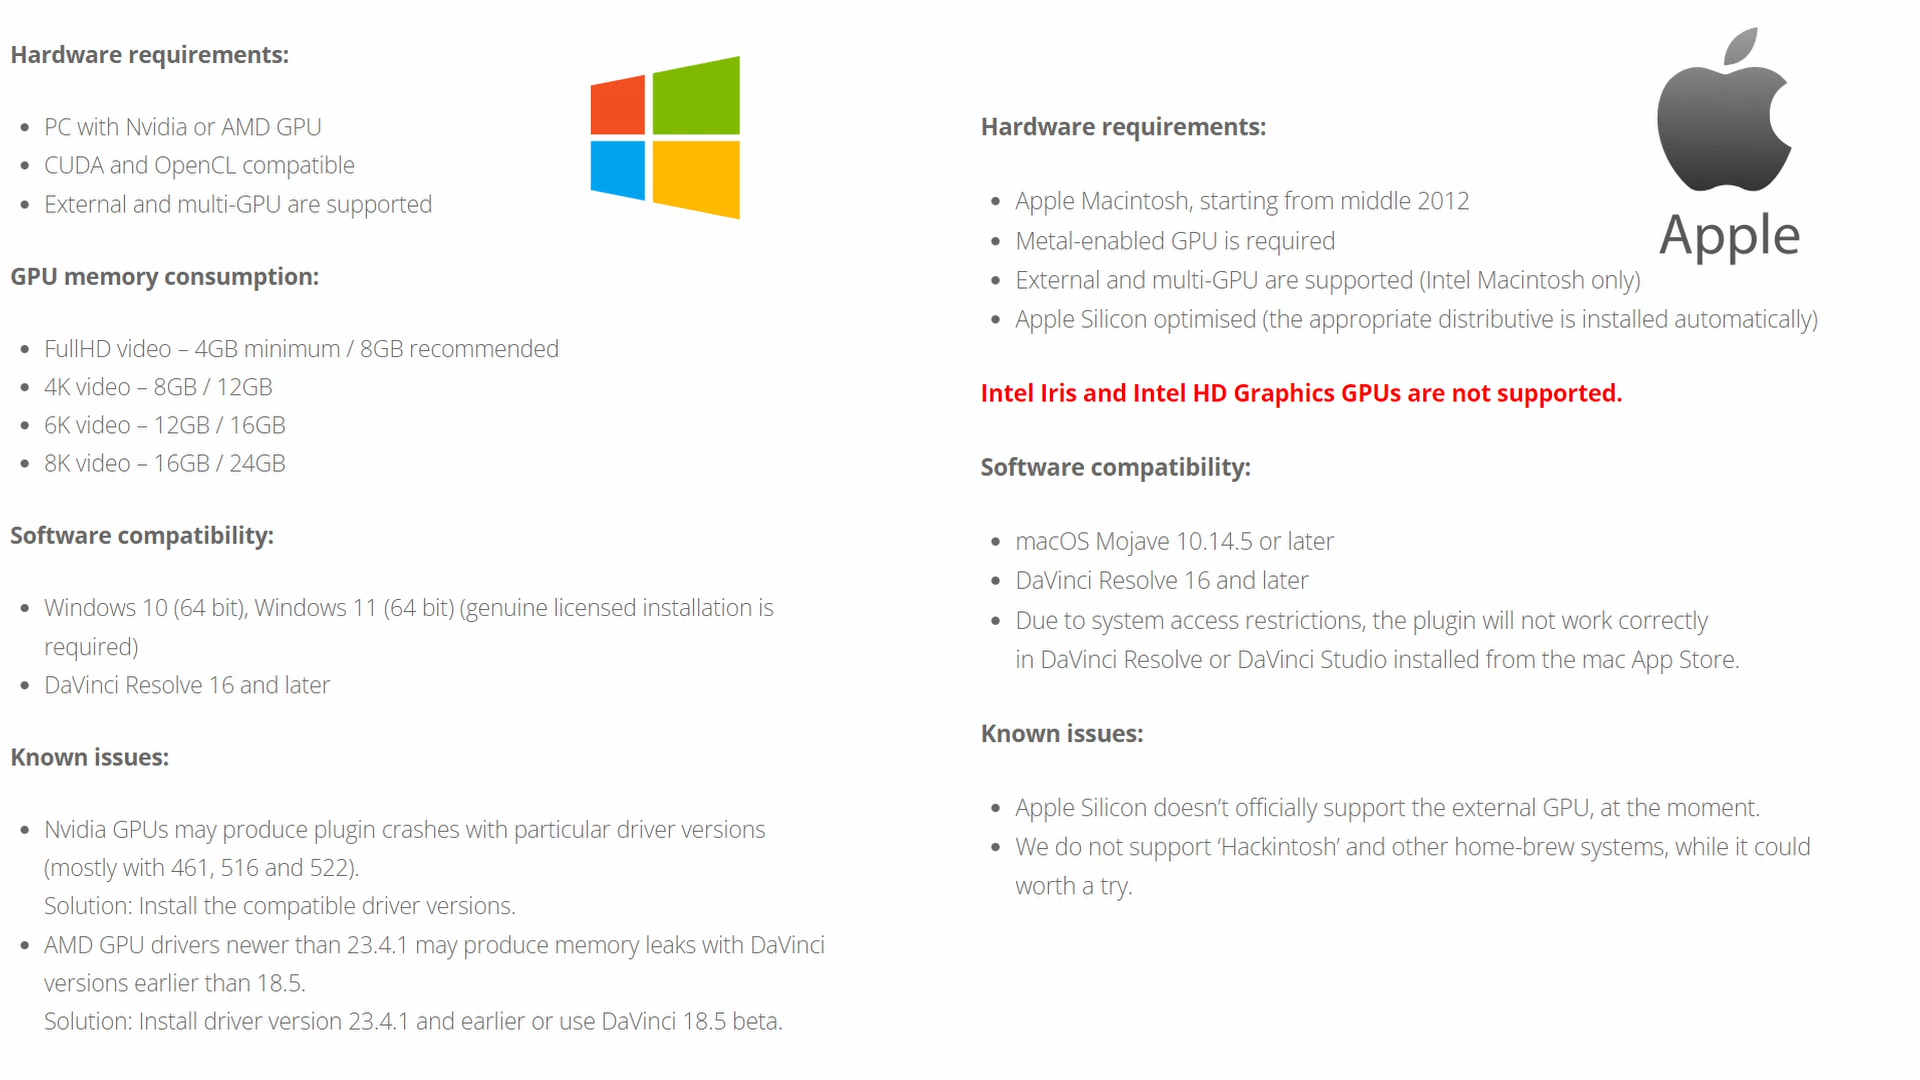 Hardware requirements:
PC with Nvidia or AMD GPU
CUDA and OpenCL compatible
External and multi-GPU are supported
GPU memory consumption:
FullHD video – 4GB minimum / 8GB recommended
4K video – 8GB / 12GB
6K video – 12GB / 16GB
8K video – 16GB / 24GB
Software compatibility:
Windows 10 (64 bit), Windows 11 (64 bit) (genuine licensed installation is
required)
DaVinci Resolve 16 and later
Known issues:
Nvidia GPUs may produce plugin crashes with particular driver versions
(mostly with 461, 516 and 522).
Solution: Install the compatible driver versions.
AMD GPU drivers newer than 23.4.1 may produce memory leaks with DaVinci
versions earlier than 18.5.
Solution: Install driver version 23.4.1 and earlier or use DaVinci 18.5 beta.
Apple
Hardware requirements:
Apple Macintosh, starting from middle 2012
Metal-enabled GPU is required
External and multi-GPU are supported (Intel Macintosh only)
Apple Silicon optimised (the appropriate distributive is installed automatically)
Intel Iris and Intel HD Graphics GPUs are not supported.
Software compatibility:
macOS Mojave 10.14.5 or later
DaVinci Resolve 16 and later
Due to system access restrictions, the plugin will not work correctly
in DaVinci Resolve or DaVinci Studio installed from the mac App Store.
Known issues:
Apple Silicon doesn’t officially support the external GPU, at the moment.
We do not support ‘Hackintosh’ and other home-brew systems, while it could
worth a try.